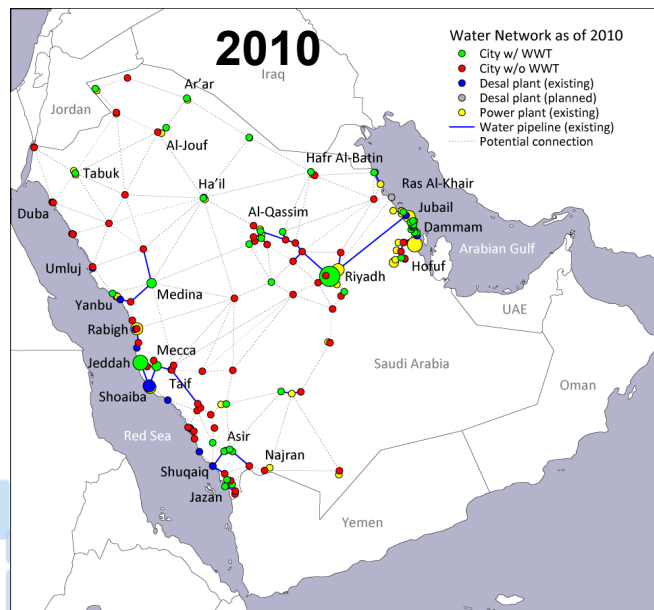 2010
Water Network as of 2010
City w/ WWT
City w/o WWT
Desal plant (existing)
Desal plant (planned)
Power plant (existing)
Water pipeline (existing)
Potential connection
Iraq
Jordan
Ar'ar
Al-Jouf
Tabuk
Hafr Al-Batin
Ha'il
Ras Al-Khair
Duba
Al-Qassim
Jubail
Dammam
Arabian Gulf
Umluj
Hofuf
Riyadh
Medina
Yanbu
UAE
Rabigh
Mecca
Jeddah
Saudi Arabia
Taif
Oman
Shoaiba
Red Sea
Asir
Najran
Shuqaiq
Jazan
Yemen